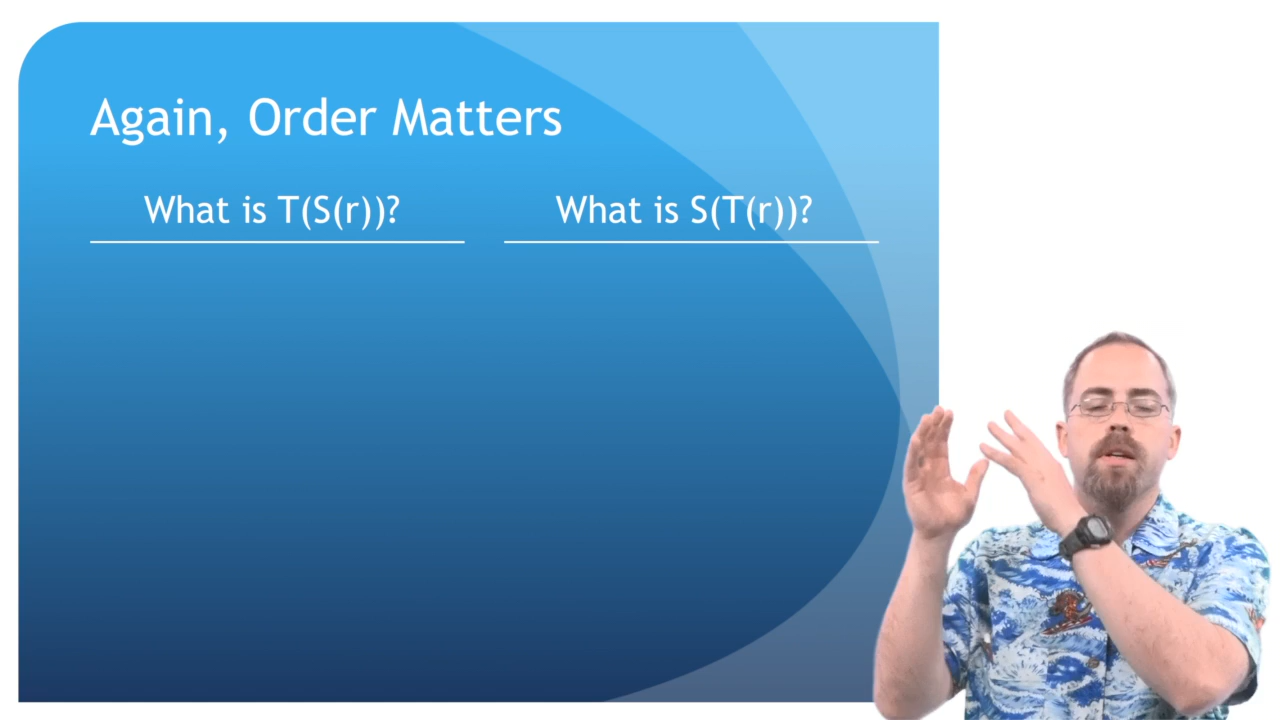 Again, Order Matters
What is T(S(r))?
What is S(T(r))?